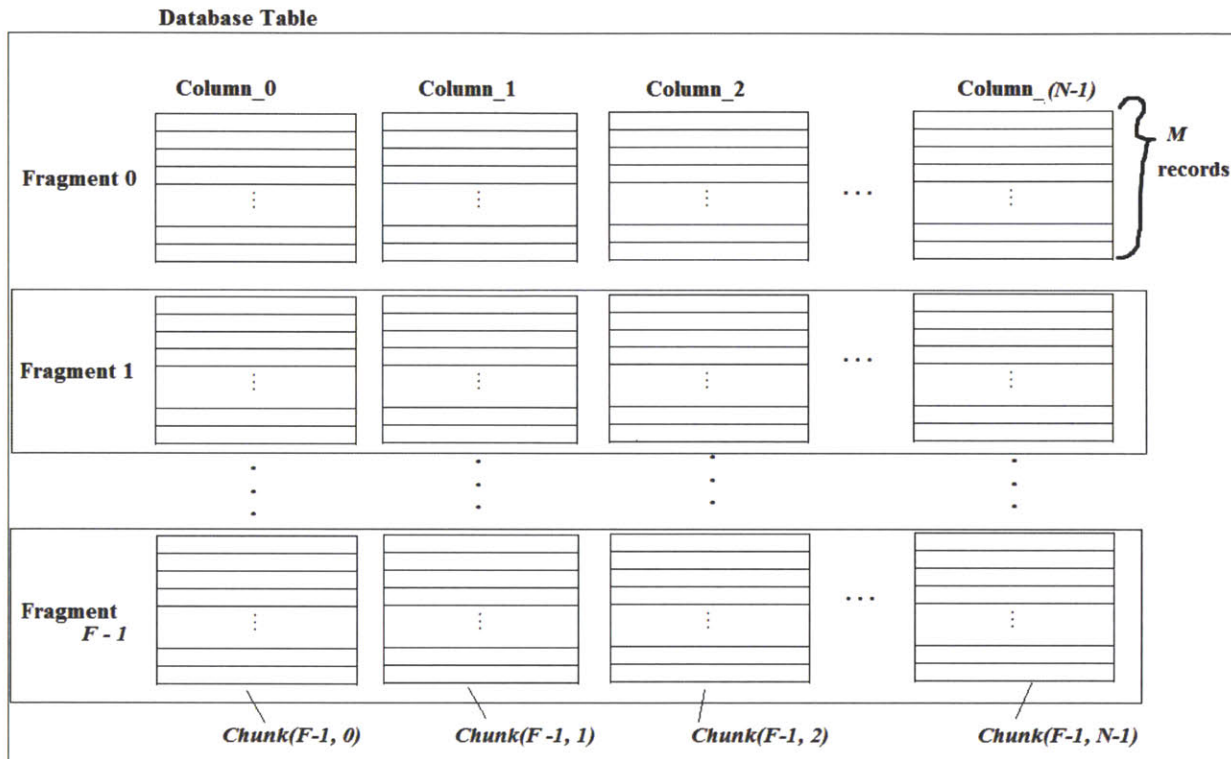 Database Table
Column_0 Column_1 Column_2 Column_ (N-1)
Fragment 0
M
records
...
Fragment 1
...
Fragment
F - 1
...
Chunk(F-1, 0) Chunk(F -1, 1) Chunk(F-1, 2) Chunk(F-1, N-1)